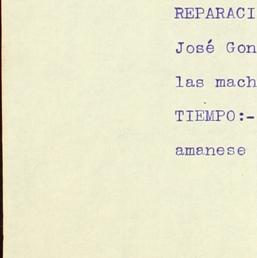 REPARACI
José Gon
las mach
TIEMPO:-
amanese